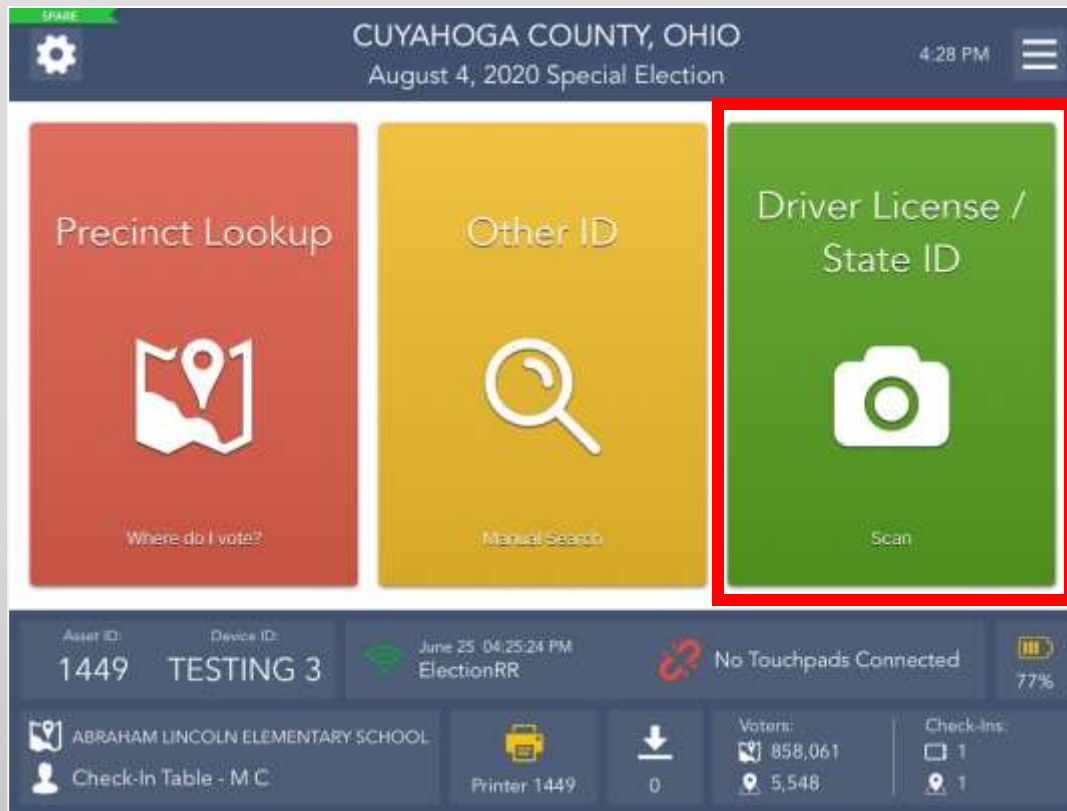 SPARE
CUYAHOGA COUNTY, OHIO
August 4, 2020 Special Election
4:28 PM
Precinct Lookup
Where do I vote?
Other ID
Manual Search
Driver License /
State ID
Scan
Asset ID:
1449
Device ID:
TESTING 3
June 25 04:25:24 PM
ElectionRR
No Touchpads Connected
77%
ABRAHAM LINCOLN ELEMENTARY SCHOOL
Check-In Table - M C
Printer 1449
0
Voters:
858,061
5,548
Check-Ins:
1
1